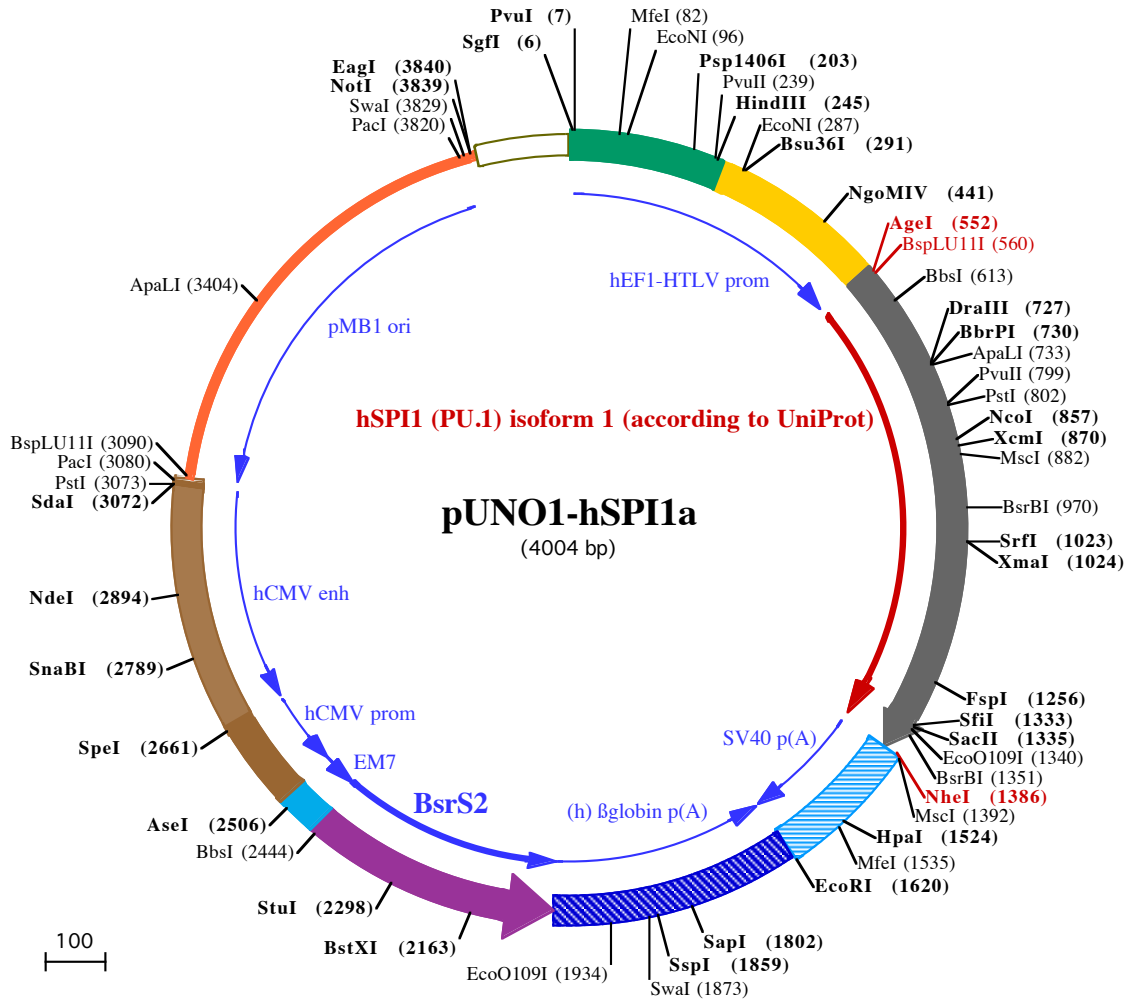 PvuI (7)
SgfI (6)
MfeI (82)
EcoNI (96)
Psp1406I (203)
PvuII (239)
HindIII (245)
EcoNI (287)
Bsu36I (291)
NgoMIV (441)
AgeI (552)
BspLU11I (560)
BbsI (613)
DraIII (727)
BbrPI (730)
ApaLI (733)
PvuII (799)
PstI (802)
NcoI (857)
XcmI (870)
MscI (882)
BsrBI (970)
SrfI (1023)
XmaI (1024)
FspI (1256)
SfiI (1333)
SacII (1335)
EcoO109I (1340)
BsrBI (1351)
NheI (1386)
MscI (1392)
HpaI (1524)
MfeI (1535)
EcoRI (1620)
SapI (1802)
SspI (1859)
SwaI (1873)
EcoO109I (1934)
BstXI (2163)
StuI (2298)
BbsI (2444)
AseI (2506)
SpeI (2661)
SnaBI (2789)
NdeI (2894)
SdaI (3072)
PstI (3073)
PacI (3080)
BspLU11I (3090)
ApaLI (3404)
PacI (3820)
SwaI (3829)
NotI (3839)
EagI (3840)
hEF1-HTLV prom
pMB1 ori
hSPI1 (PU.1) isoform 1 (according to UniProt)
pUNO1-hSPI1a
(4004 bp)
hCMV enh
hCMV prom
EM7
BsrS2
(h) ßglobin p(A)
SV40 p(A)
100